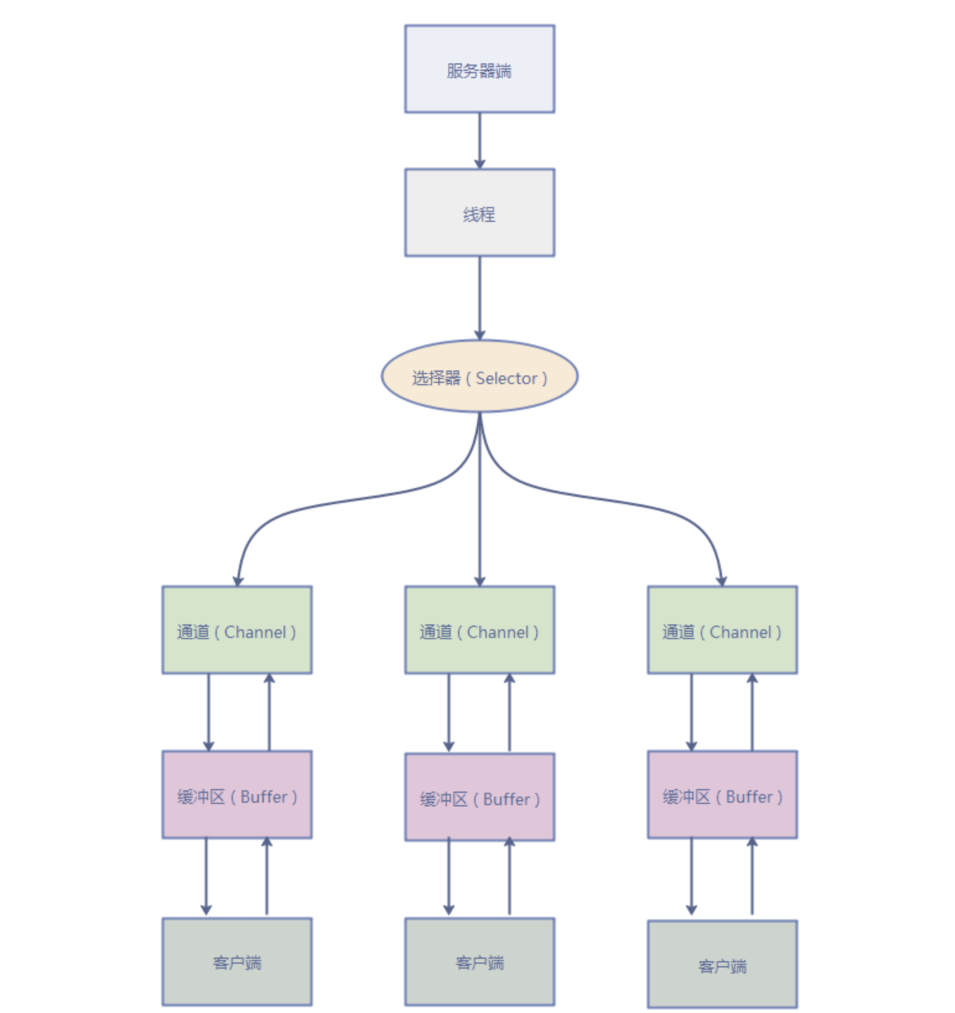 服务器端
线程
选择器 ( Selector )
通道 ( Channel )
通道 ( Channel )
通道 ( Channel )
缓冲区 ( Buffer )
缓冲区 ( Buffer )
缓冲区 ( Buffer )
客户端
客户端
客户端